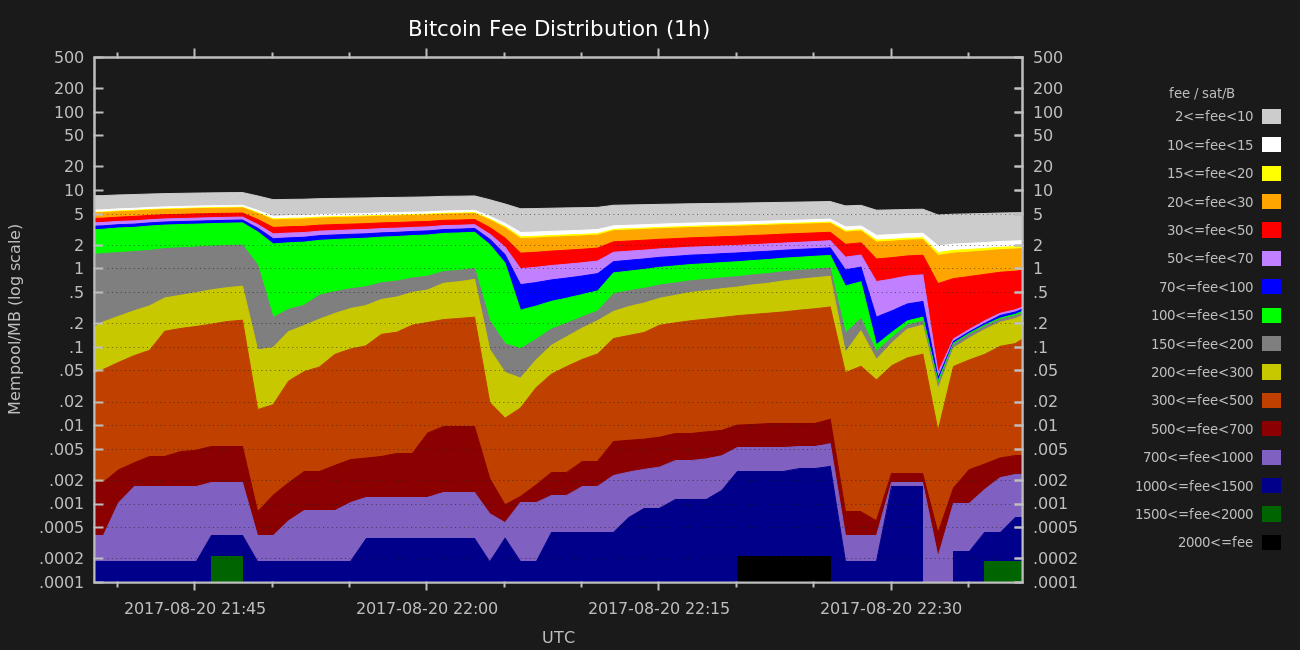 Bitcoin Fee Distribution (1h)
500
200
100
50
20
10
5
2
1
.5
.2
.1
.05
.02
.01
.005
.002
.001
.0005
.0002
.0001
Mempool/MB (log scale)
500
200
100
50
20
10
5
2
1
.5
.2
.1
.05
.02
.01
.005
.002
.001
.0005
.0002
.0001
2017-08-20 21:45 2017-08-20 22:00 2017-08-20 22:15 2017-08-20 22:30
UTC
fee / sat/B
2<=fee<10
10<=fee<15
15<=fee<20
20<=fee<30
30<=fee<50
50<=fee<70
70<=fee<100
100<=fee<150
150<=fee<200
200<=fee<300
300<=fee<500
500<=fee<700
700<=fee<1000
1000<=fee<1500
1500<=fee<2000
2000<=fee